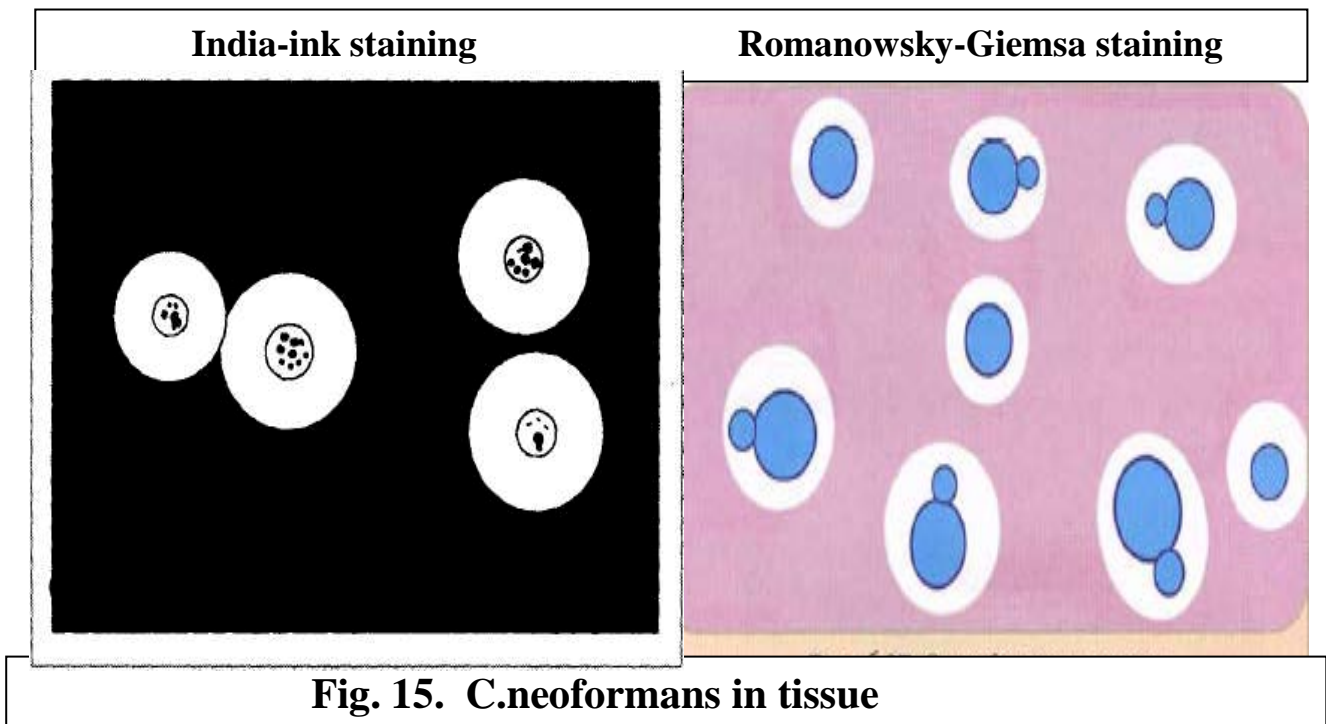 India-ink staining
Romanowsky-Giemsa staining
Fig. 15. C.neoformans in tissue